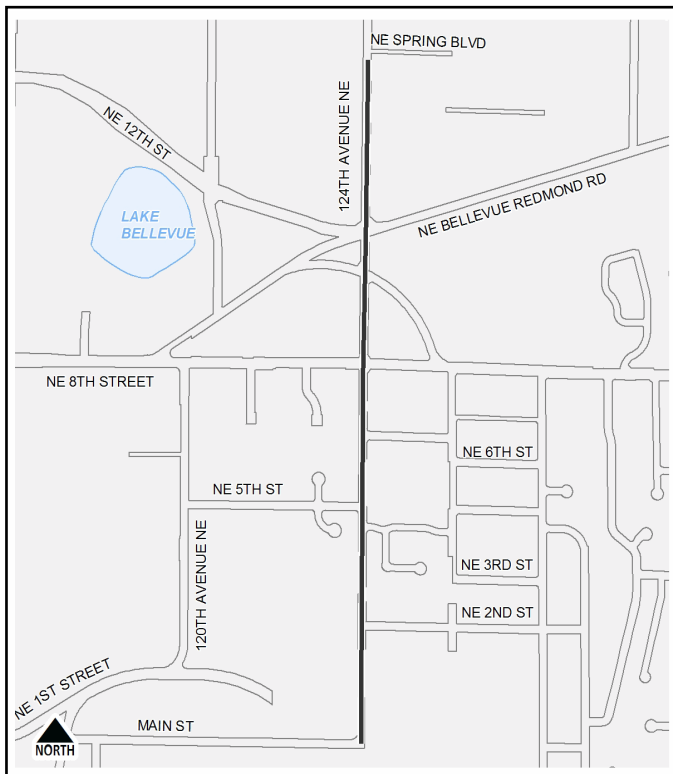 NE SPRING BLVD
124TH AVENUE NE
NE 12TH ST
LAKE
BELLEVUE
NE BELLEVUE REDMOND RD
NE 8TH STREET
NE 6TH ST
NE 5TH ST
120TH AVENUE NE
NE 3RD ST
NE 2ND ST
NE 1ST STREET
MAIN ST
NORTH